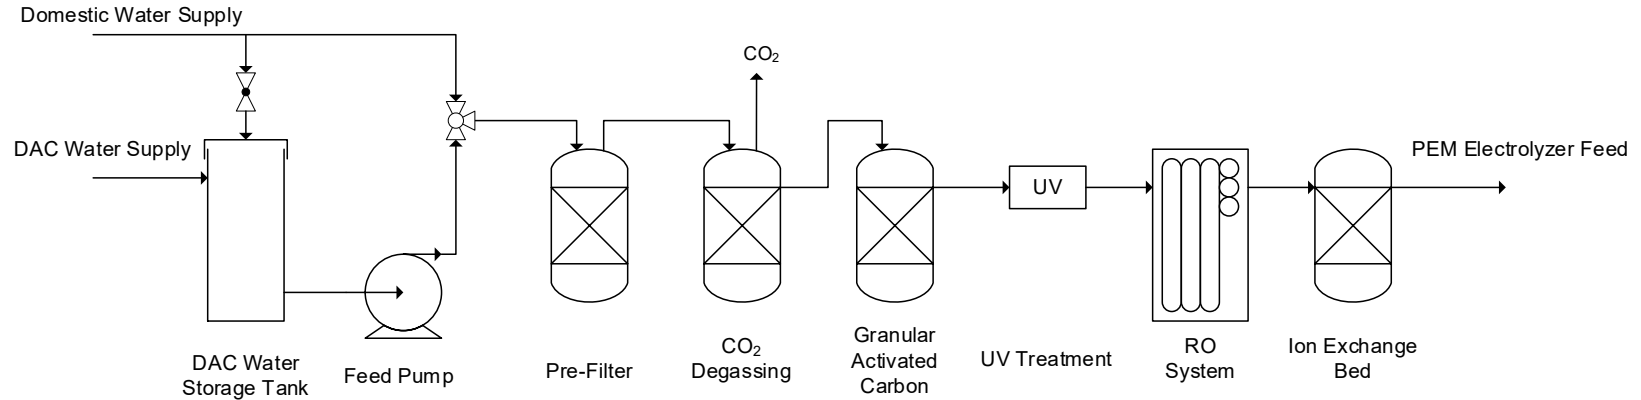 Domestic Water Supply
CO₂
DAC Water Supply
PEM Electrolyzer Feed
UV
DAC Water
Storage Tank
Feed Pump
Pre-Filter
CO₂
Degassing
Granular
Activated
Carbon
UV Treatment
RO
System
Ion Exchange
Bed